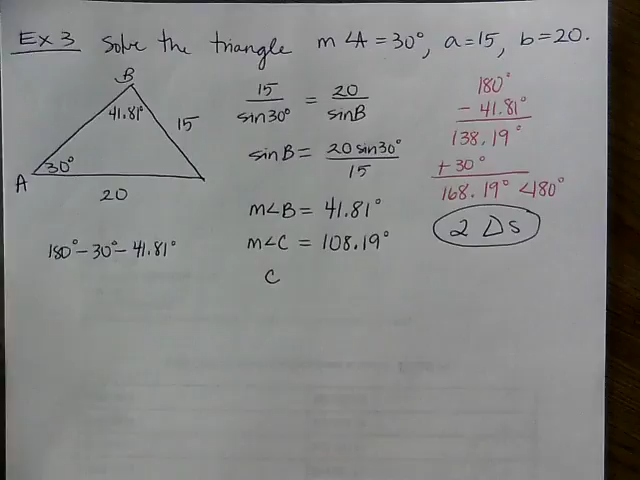 Ex 3 Solve the triangle m∠A = 30°, a = 15, b = 20.
B
41.81°
15
A 30°
20
180° - 30° - 41.81°
15/sin30° = 20/sinB
sinB = 20 sin30°/15
m∠B = 41.81°
m∠C = 108.19°
C
180°
- 41.81°
138.19°
+ 30°
168.19° < 180°
2 △s